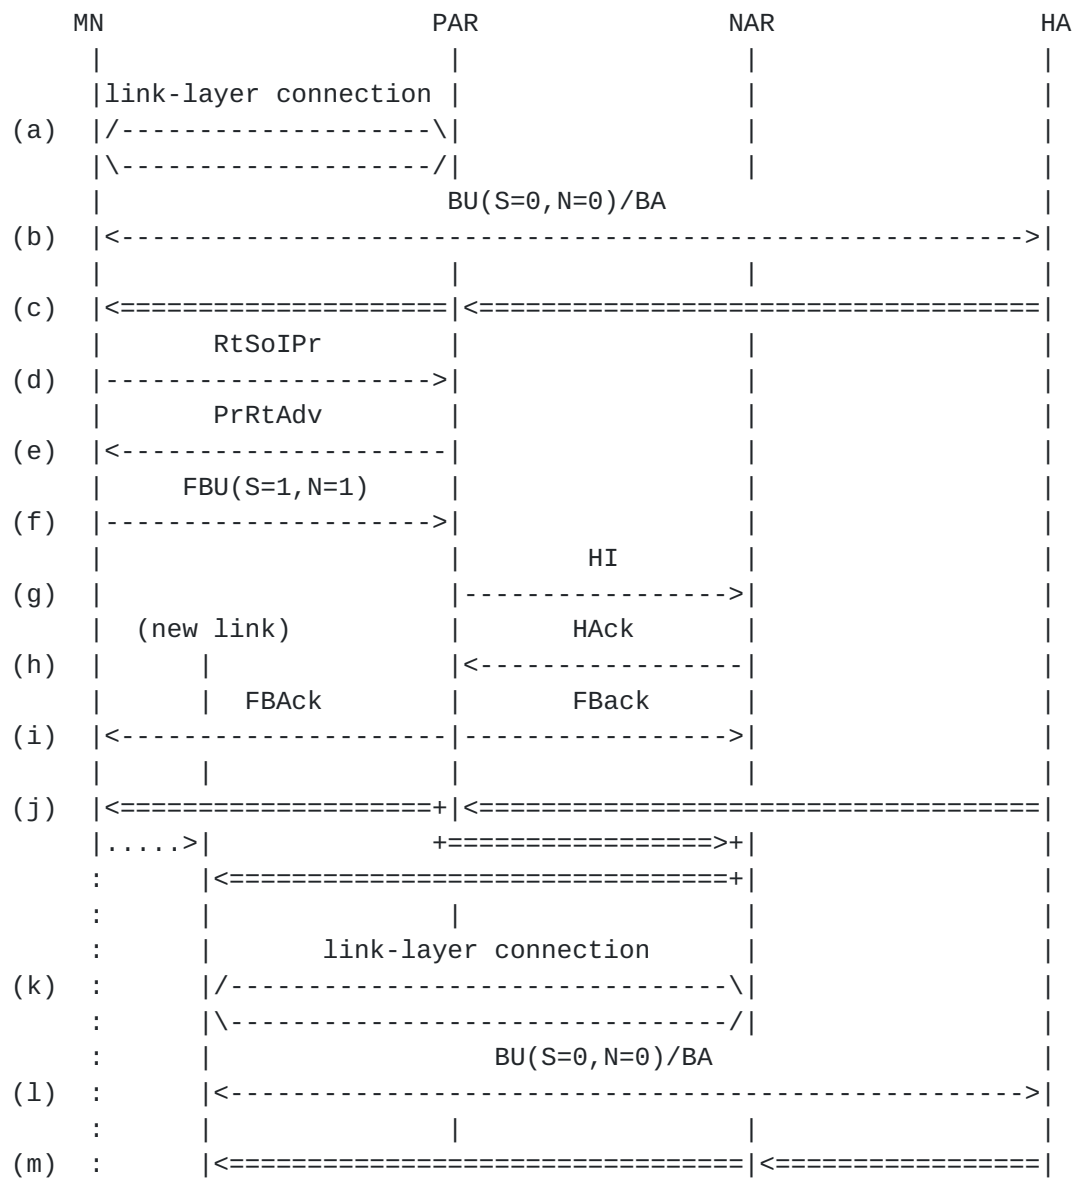 MN PAR NAR HA
| | | |
|link-layer connection | | |
(a) |/--------------------\| | |
|\--------------------/| | |
| BU(S=0,N=0)/BA |
(b) |<---------------------------------------------------------->|
| | | |
(c) |<=====================|<====================================|
| RtSoIPr | | |
(d) |--------------------->| | |
| PrRtAdv | | |
(e) |<---------------------| | |
| FBU(S=1,N=1) | | |
(f) |--------------------->| | |
| | HI | |
(g) | |----------------->| |
| (new link) | HAck | |
(h) | | |<-----------------| |
| | FBAck | FBack | |
(i) |<---------------------|----------------->| |
| | | | |
(j) |<====================+|<====================================|
|.....>| +=================>+| |
: |<================================+| |
: | | | |
: | link-layer connection | |
(k) : |/--------------------------------\| |
: |\--------------------------------/| |
: | BU(S=0,N=0)/BA |
(l) : |<--------------------------------------------------->|
: | | | |
(m) : |<=================================|<=================|